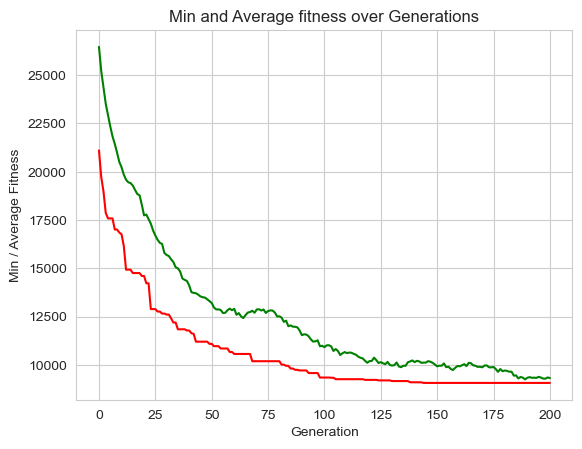 Min and Average fitness over Generations
Min / Average Fitness
25000
22500
20000
17500
15000
12500
10000
0 25 50 75 100 125 150 175 200
Generation